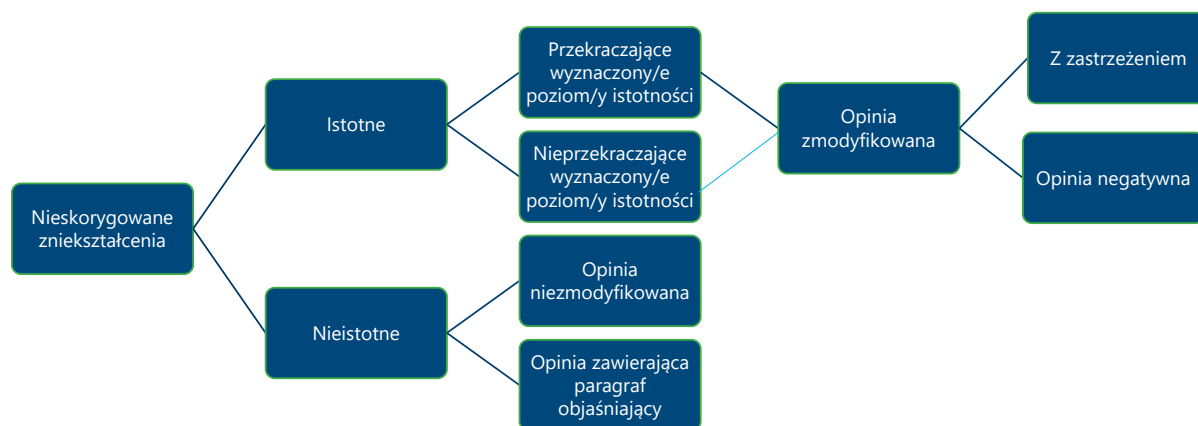 Nieskorygowane
zniekształcenia
Istotne
Nieistotne
Przekraczające
wyznaczony/e
poziom/y istotności
Nieprzekraczające
wyznaczony/e
poziom/y istotności
Opinia
niezmodyfikowana
Opinia zawierająca
paragraf
objaśniający
Opinia
zmodyfikowana
Z zastrzeżeniem
Opinia negatywna